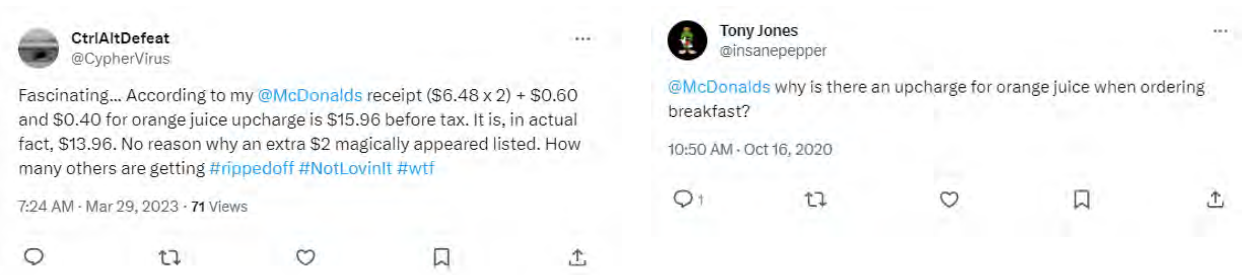 CtrlAltDefeat
@CypherVirus
Fascinating... According to my @McDonalds receipt ($6.48 x 2) + $0.60
and $0.40 for orange juice upcharge is $15.96 before tax. It is, in actual
fact, $13.96. No reason why an extra $2 magically appeared listed. How
many others are getting #rippedoff #NotLovinIt #wtf
7:24 AM · Mar 29, 2023 · 71 Views
Tony Jones
@insanepepper
@McDonalds why is there an upcharge for orange juice when ordering
breakfast?
10:50 AM · Oct 16, 2020
1